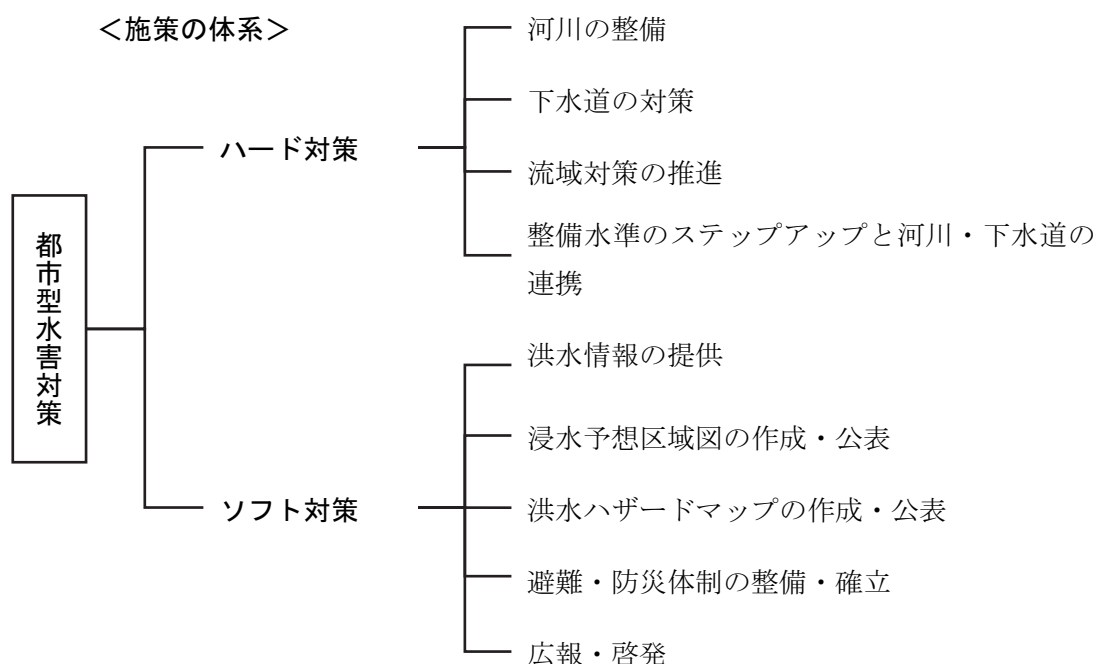 <施策の体系>
都市型水害対策
ハード対策
河川の整備
下水道の対策
流域対策の推進
整備水準のステップアップと河川・下水道の
連携
ソフト対策
洪水情報の提供
浸水予想区域図の作成・公表
洪水ハザードマップの作成・公表
避難・防災体制の整備・確立
広報・啓発